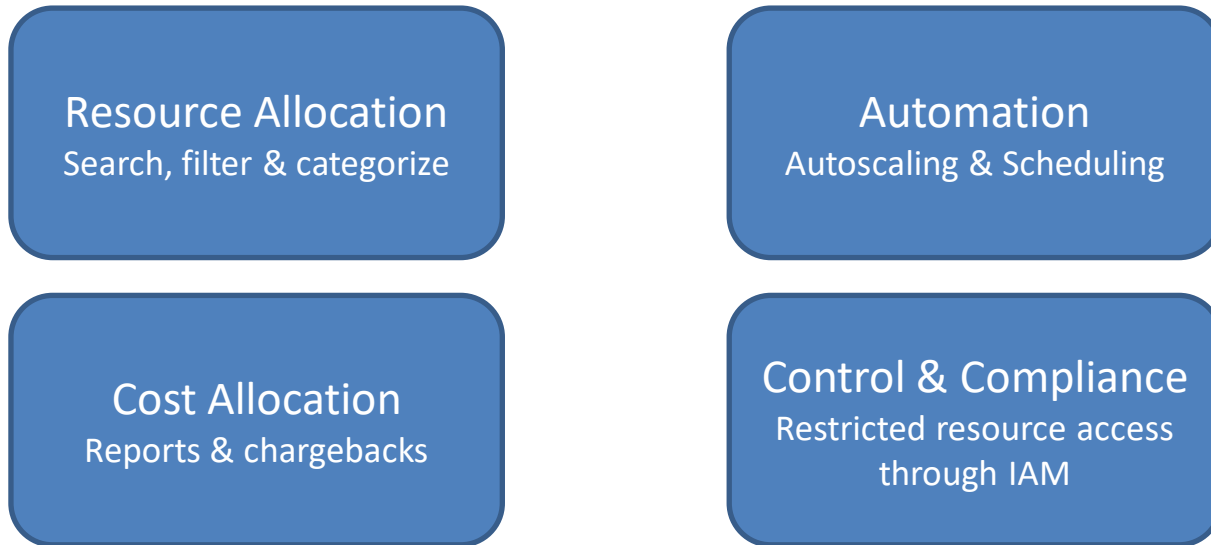 Resource Allocation
Search, filter & categorize
Automation
Autoscaling & Scheduling
Cost Allocation
Reports & chargebacks
Control & Compliance
Restricted resource access
through IAM